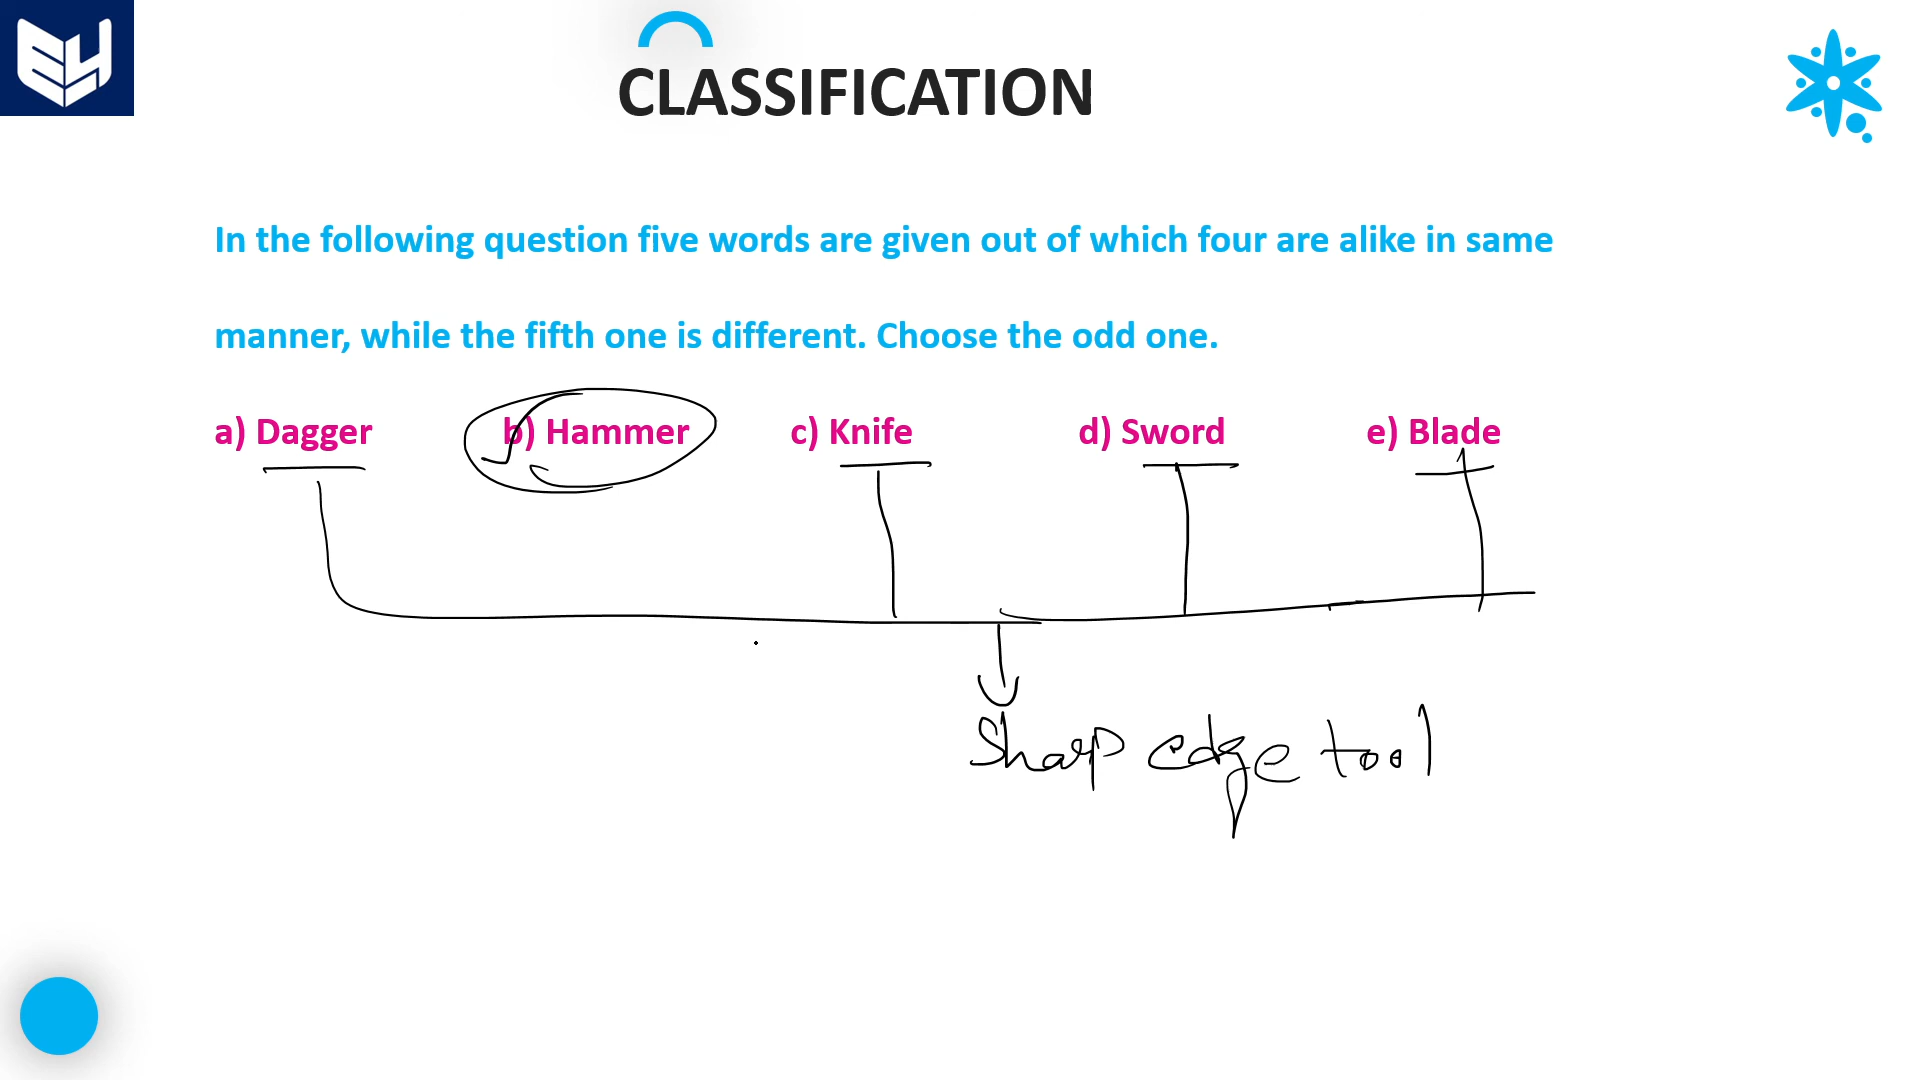 CLASSIFICATION
In the following question five words are given out of which four are alike in same
manner, while the fifth one is different. Choose the odd one.
a) Dagger b) Hammer c) Knife d) Sword e) Blade
Sharp edge tool